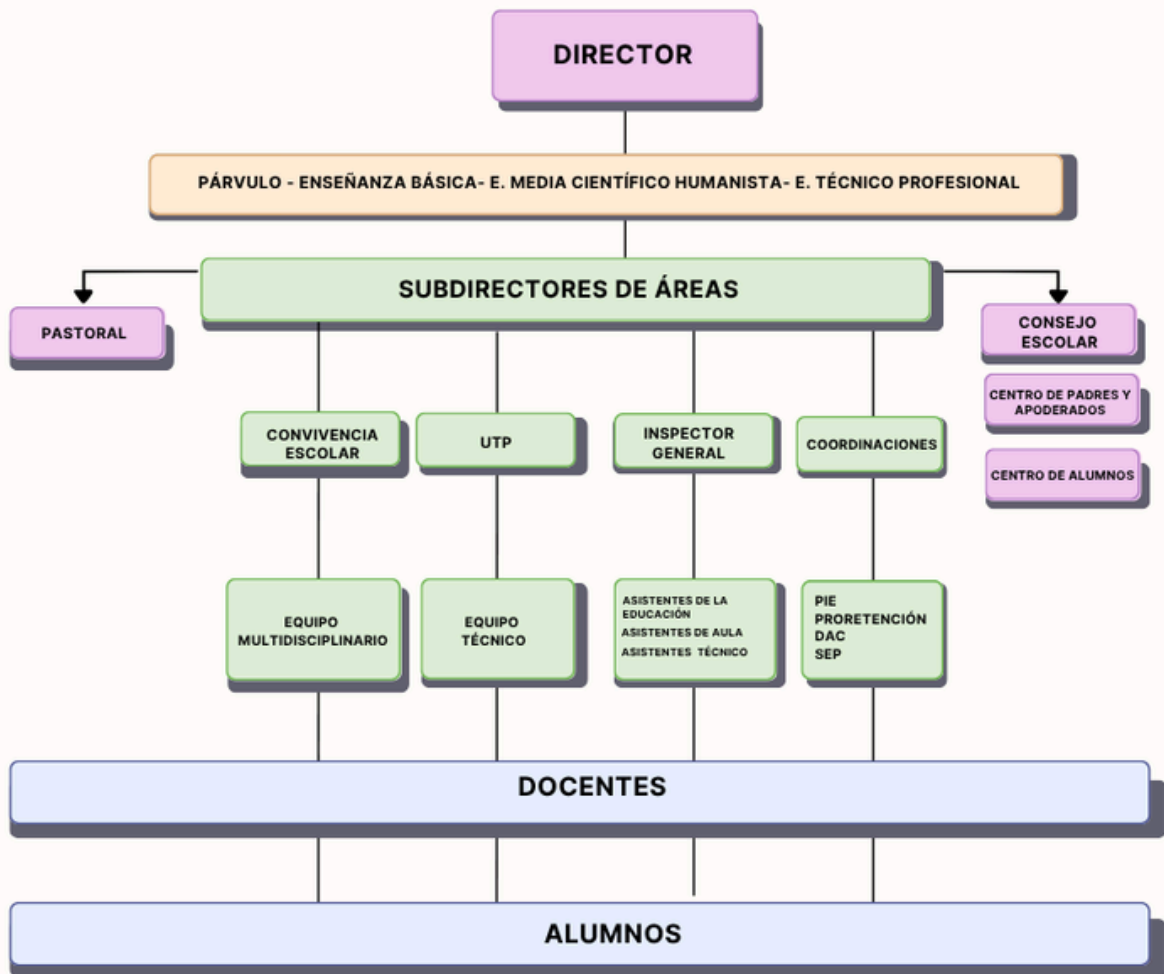 DIRECTOR
PÁRVULO - ENSEÑANZA BÁSICA- E. MEDIA CIENTÍFICO HUMANISTA- E. TÉCNICO PROFESIONAL
SUBDIRECTORES DE ÁREAS
PASTORAL
CONSEJO
ESCOLAR
CENTRO DE PADRES Y
APODERADOS
CENTRO DE ALUMNOS
CONVIVENCIA
ESCOLAR
UTP
INSPECTOR
GENERAL
COORDINACIONES
EQUIPO
MULTIDISCIPLINARIO
EQUIPO
TÉCNICO
ASISTENTES DE LA
EDUCACIÓN
ASISTENTES DE AULA
ASISTENTES TÉCNICO
PIE
PRORETENCIÓN
DAC
SEP
DOCENTES
ALUMNOS